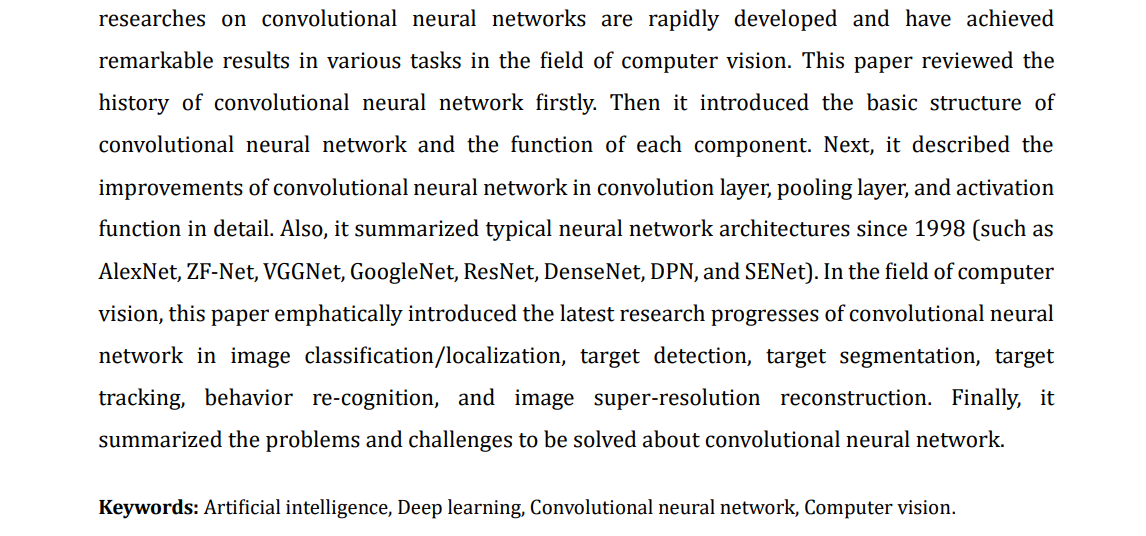 researches on convolutional neural networks are rapidly developed and have achieved
remarkable results in various tasks in the field of computer vision. This paper reviewed the
history of convolutional neural network firstly. Then it introduced the basic structure of
convolutional neural network and the function of each component. Next, it described the
improvements of convolutional neural network in convolution layer, pooling layer, and activation
function in detail. Also, it summarized typical neural network architectures since 1998 (such as
AlexNet, ZF-Net, VGGNet, GoogleNet, ResNet, DenseNet, DPN, and SENet). In the field of computer
vision, this paper emphatically introduced the latest research progresses of convolutional neural
network in image classification/localization, target detection, target segmentation, target
tracking, behavior re-cognition, and image super-resolution reconstruction. Finally, it
summarized the problems and challenges to be solved about convolutional neural network.
Keywords: Artificial intelligence, Deep learning, Convolutional neural network, Computer vision.